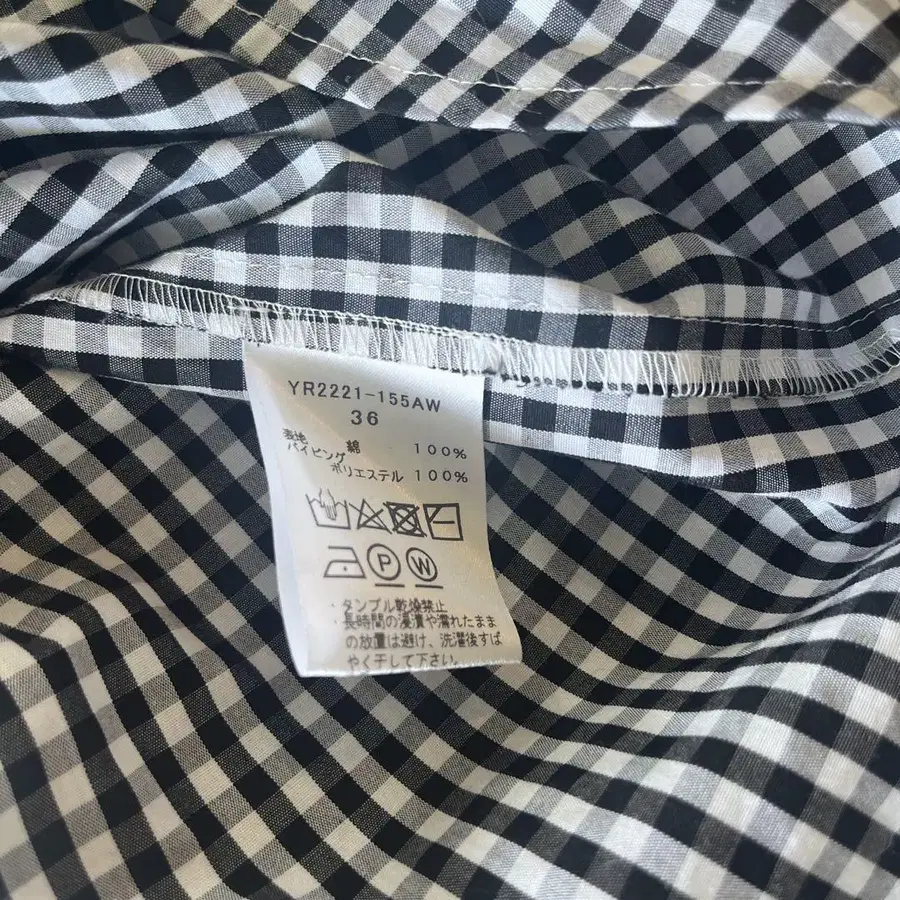 YR2221-155AW
36
表地 綿 100%
パイピング
ポリエステル 100%
P W
・タンブル乾燥禁止
・長時間の浸漬や濡れたまま
の放置は避け、洗濯後すば
やく干して下さい。